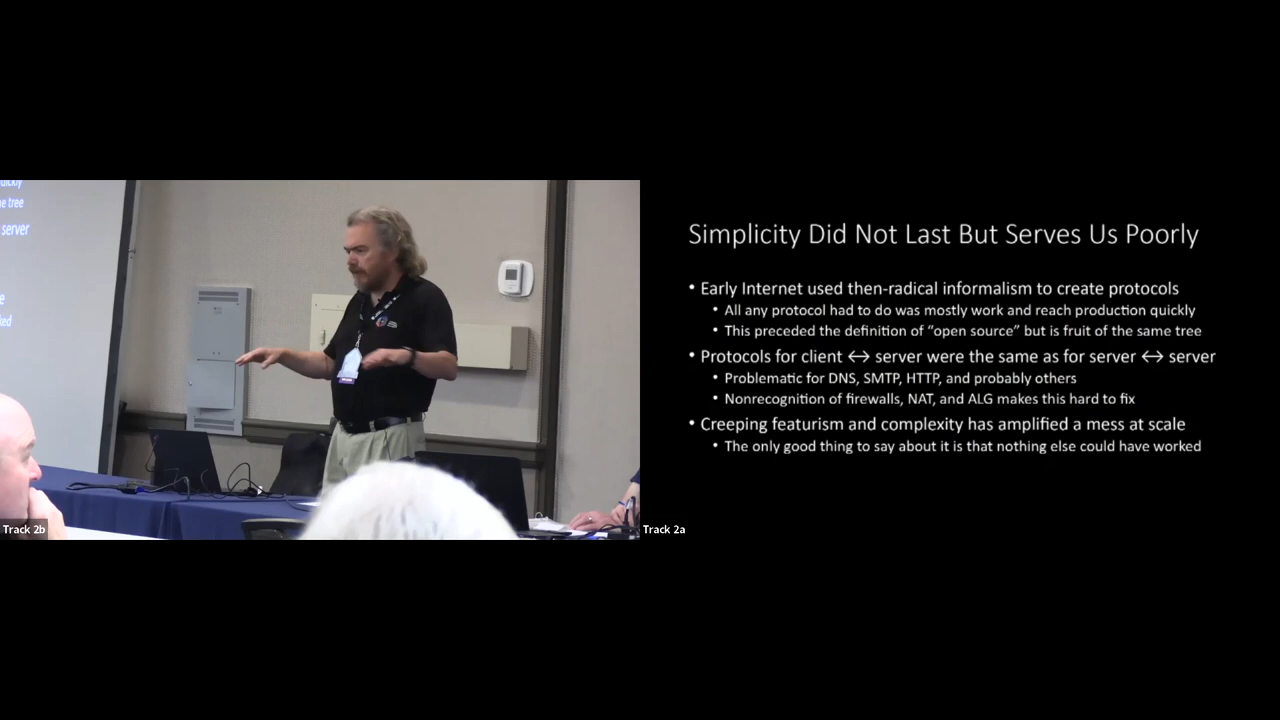 uickly
e tree
server
e
ked
Track 2b
Simplicity Did Not Last But Serves Us Poorly
• Early Internet used then-radical informalism to create protocols
• All any protocol had to do was mostly work and reach production quickly
• This preceded the definition of “open source” but is fruit of the same tree
• Protocols for client ↔ server were the same as for server ↔ server
• Problematic for DNS, SMTP, HTTP, and probably others
• Nonrecognition of firewalls, NAT, and ALG makes this hard to fix
• Creeping featurism and complexity has amplified a mess at scale
• The only good thing to say about it is that nothing else could have worked
Track 2a